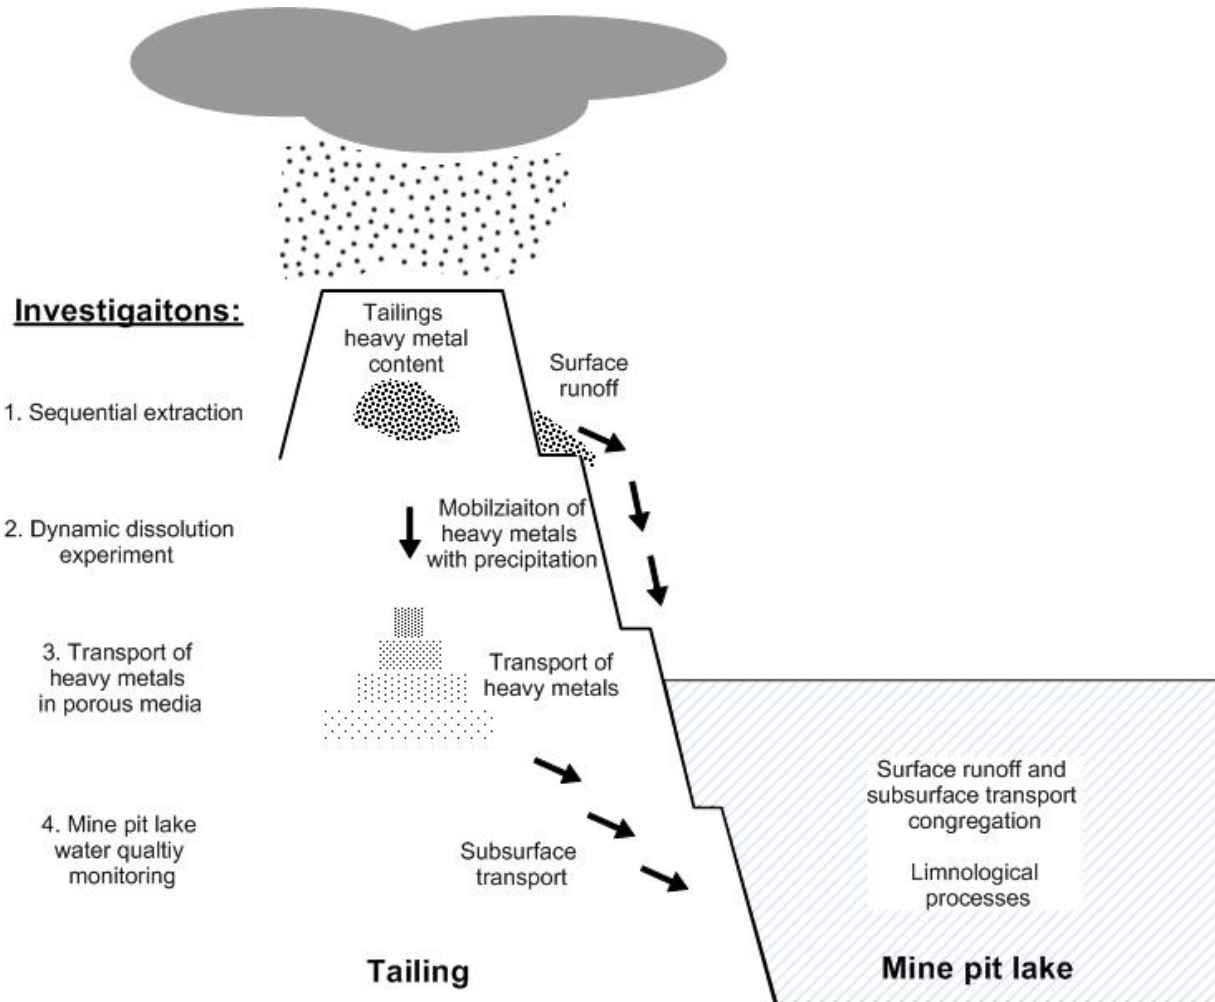 Investigaitons:
1. Sequential extraction
2. Dynamic dissolution
experiment
3. Transport of
heavy metals
in porous media
4. Mine pit lake
water qualtiy
monitoring
Tailings
heavy metal
content
Surface
runoff
Mobilziaiton of
heavy metals
with precipitation
Transport of
heavy metals
Subsurface
transport
Tailing
Surface runoff and
subsurface transport
congregation
Limnological
processes
Mine pit lake